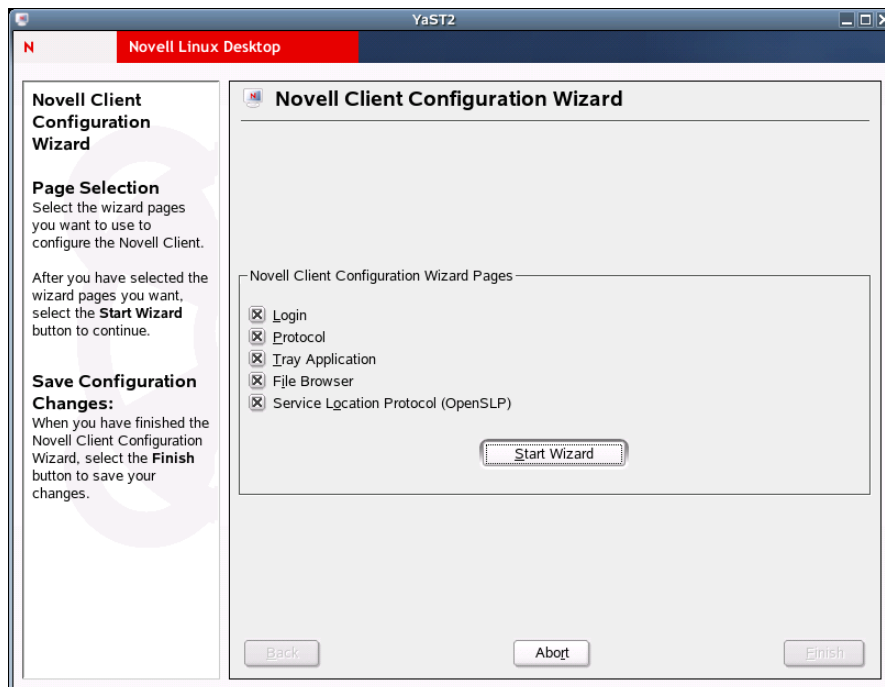 YaST2
N Novell Linux Desktop
Novell Client
Configuration
Wizard
Page Selection
Select the wizard pages
you want to use to
configure the Novell Client.
After you have selected the
wizard pages you want,
select the Start Wizard
button to continue.
Save Configuration
Changes:
When you have finished the
Novell Client Configuration
Wizard, select the Finish
button to save your
changes.
N Novell Client Configuration Wizard
Novell Client Configuration Wizard Pages
Login
Protocol
Tray Application
File Browser
Service Location Protocol (OpenSLP)
Start Wizard
Back
Abort
Finish